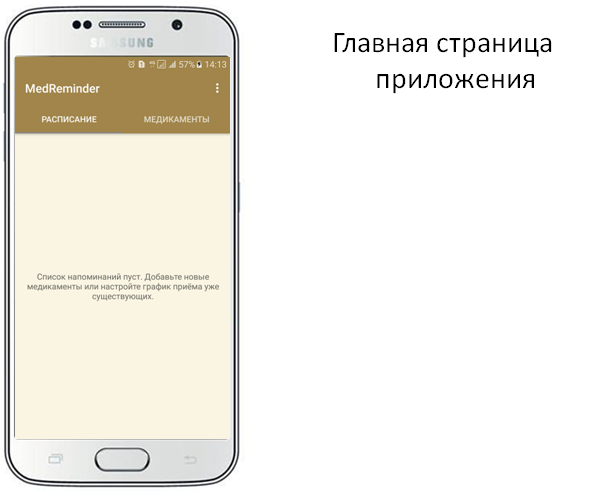 Главная страница
приложения
SAMSUNG
57% 14:13
MedReminder
РАСПИСАНИЕ МЕДИКАМЕНТЫ
Список напоминаний пуст. Добавьте новые
медикаменты или настройте график приёма уже
существующих.